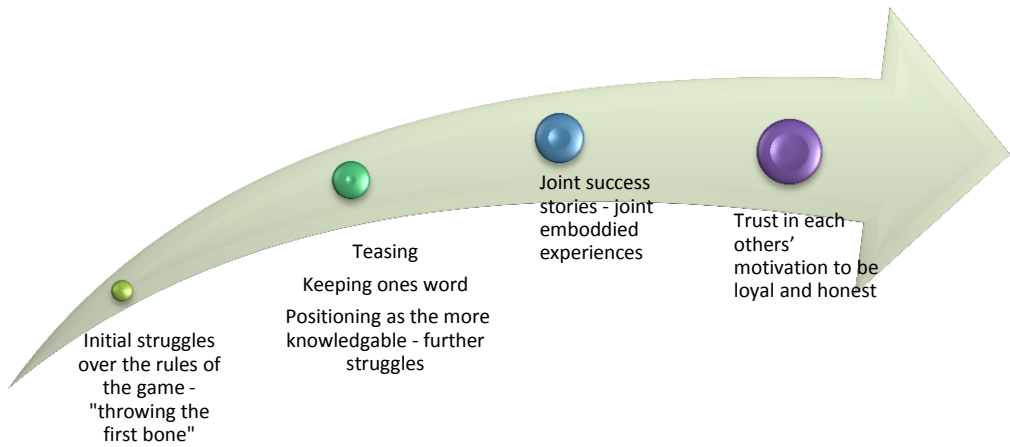 Initial struggles
over the rules of
the game -
"throwing the
first bone"
Teasing
Keeping ones word
Positioning as the more
knowledgable - further
struggles
Joint success
stories - joint
emboddied
experiences
Trust in each
others’
motivation to be
loyal and honest